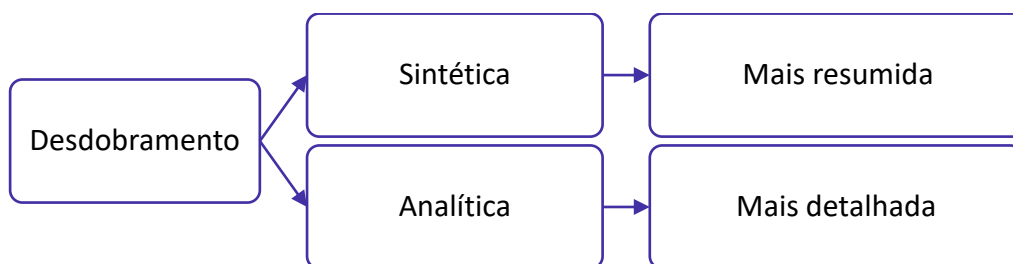 Desdobramento
Sintética
Mais resumida
Analítica
Mais detalhada